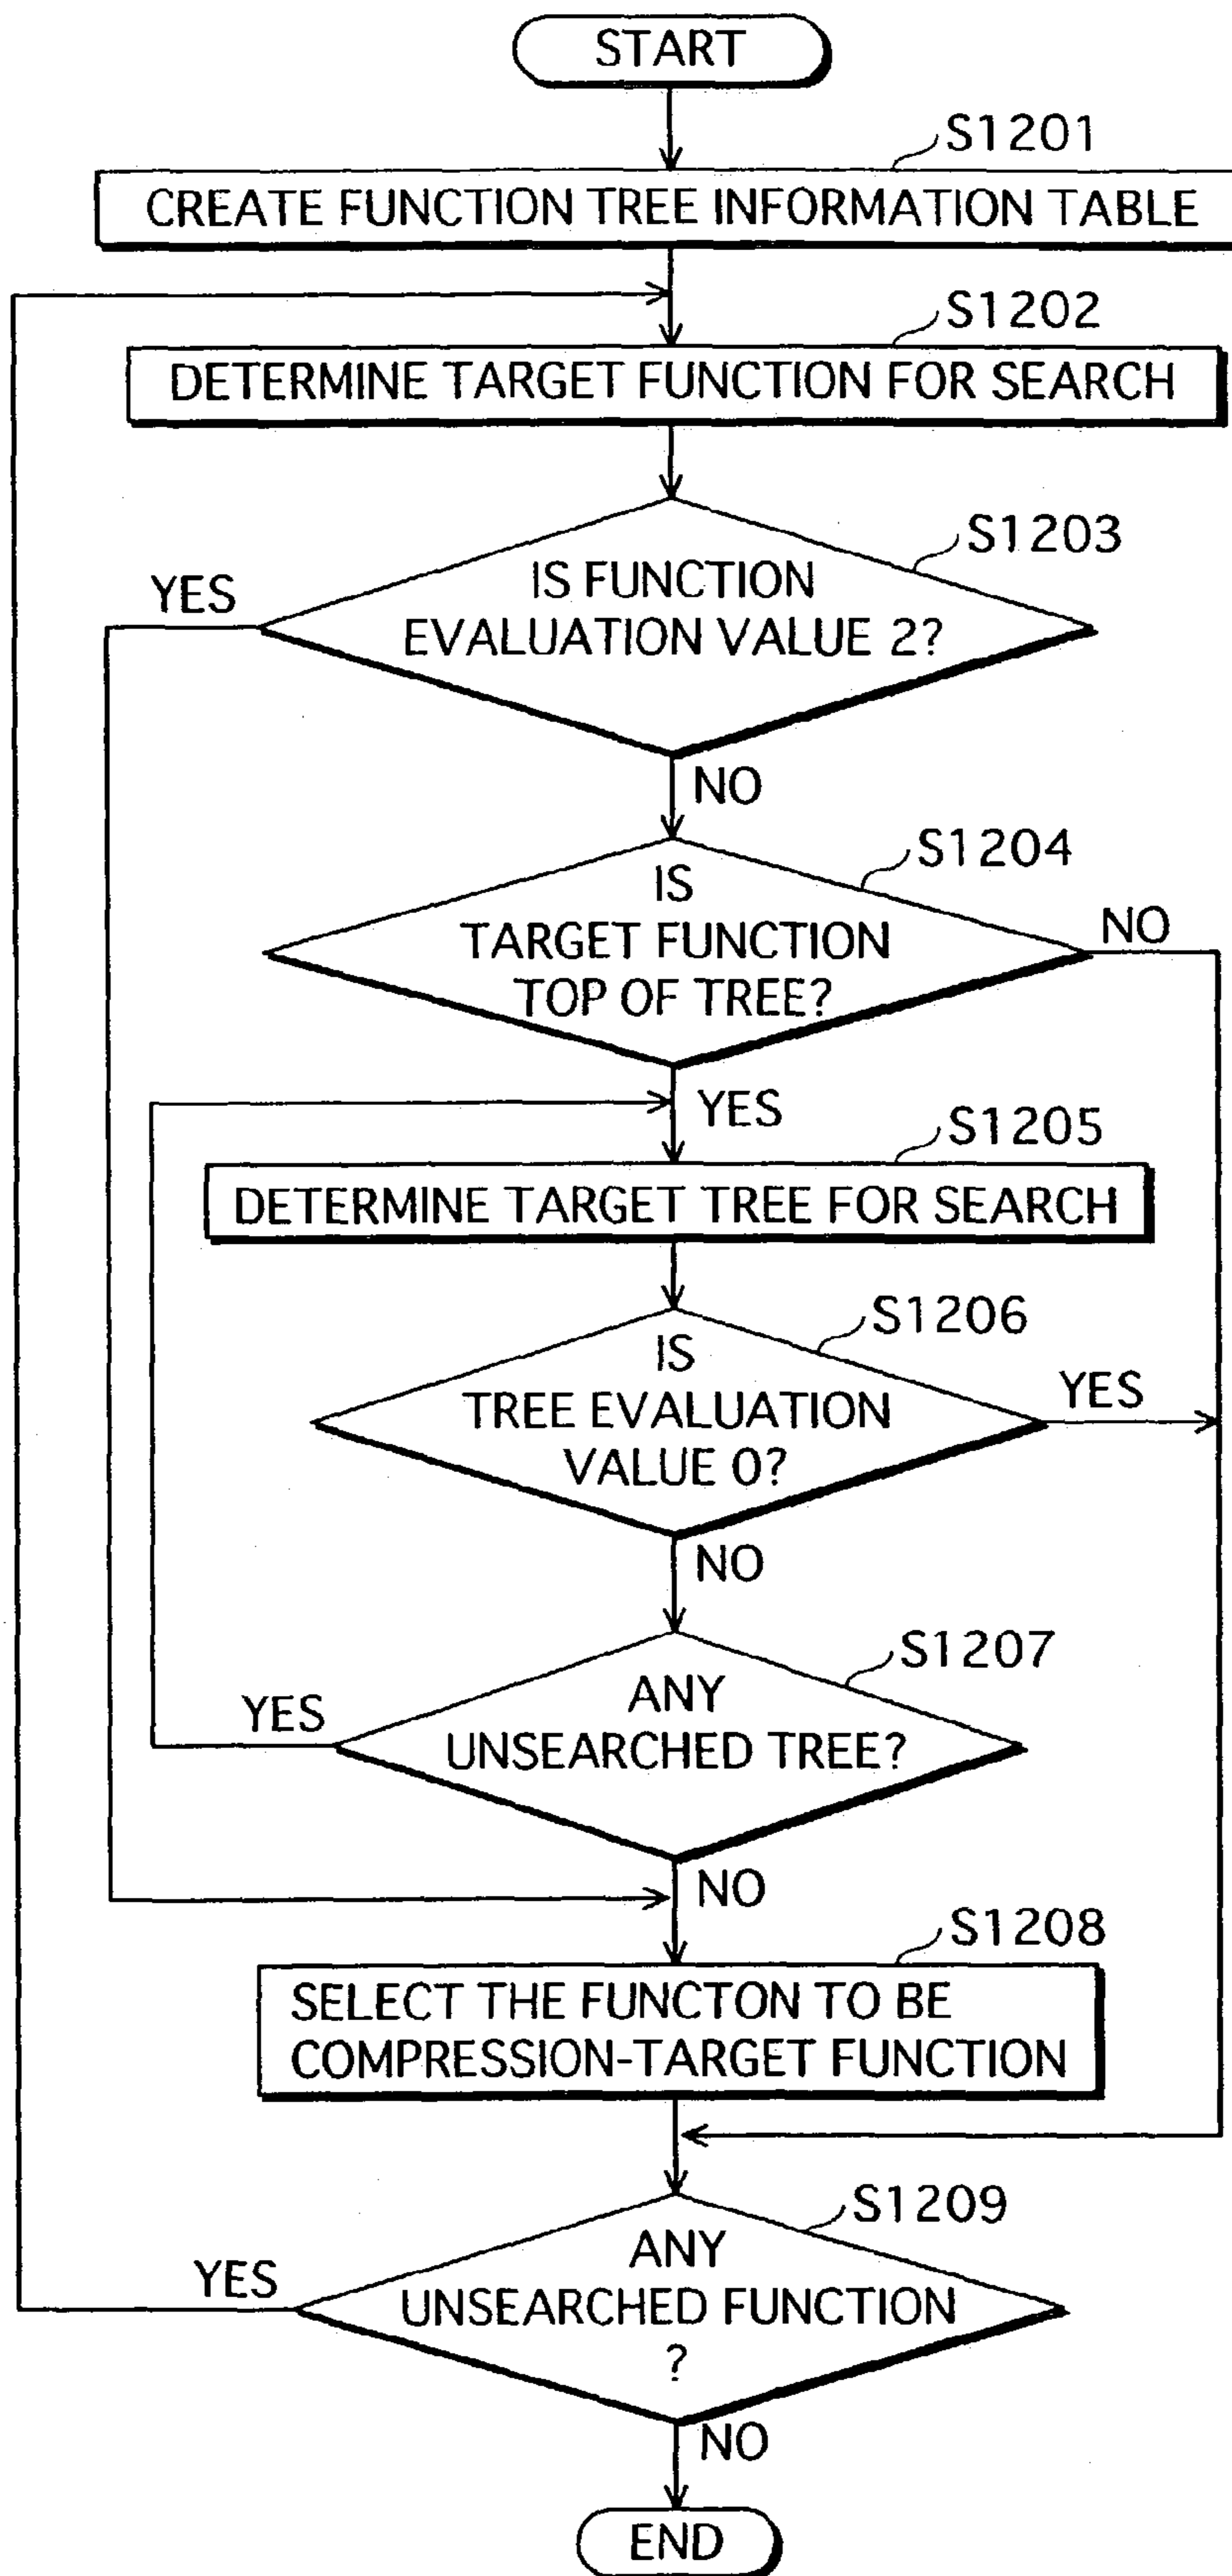 START
S1201
CREATE FUNCTION TREE INFORMATION TABLE
S1202
DETERMINE TARGET FUNCTION FOR SEARCH
S1203
YES
IS FUNCTION
EVALUATION VALUE 2?
NO
S1204
IS
TARGET FUNCTION
TOP OF TREE?
NO
YES
S1205
DETERMINE TARGET TREE FOR SEARCH
S1206
IS
TREE EVALUATION
VALUE 0?
YES
NO
S1207
ANY
UNSEARCHED TREE?
YES
NO
S1208
SELECT THE FUNCTON TO BE
COMPRESSION-TARGET FUNCTION
S1209
ANY
UNSEARCHED FUNCTION
?
YES
NO
END